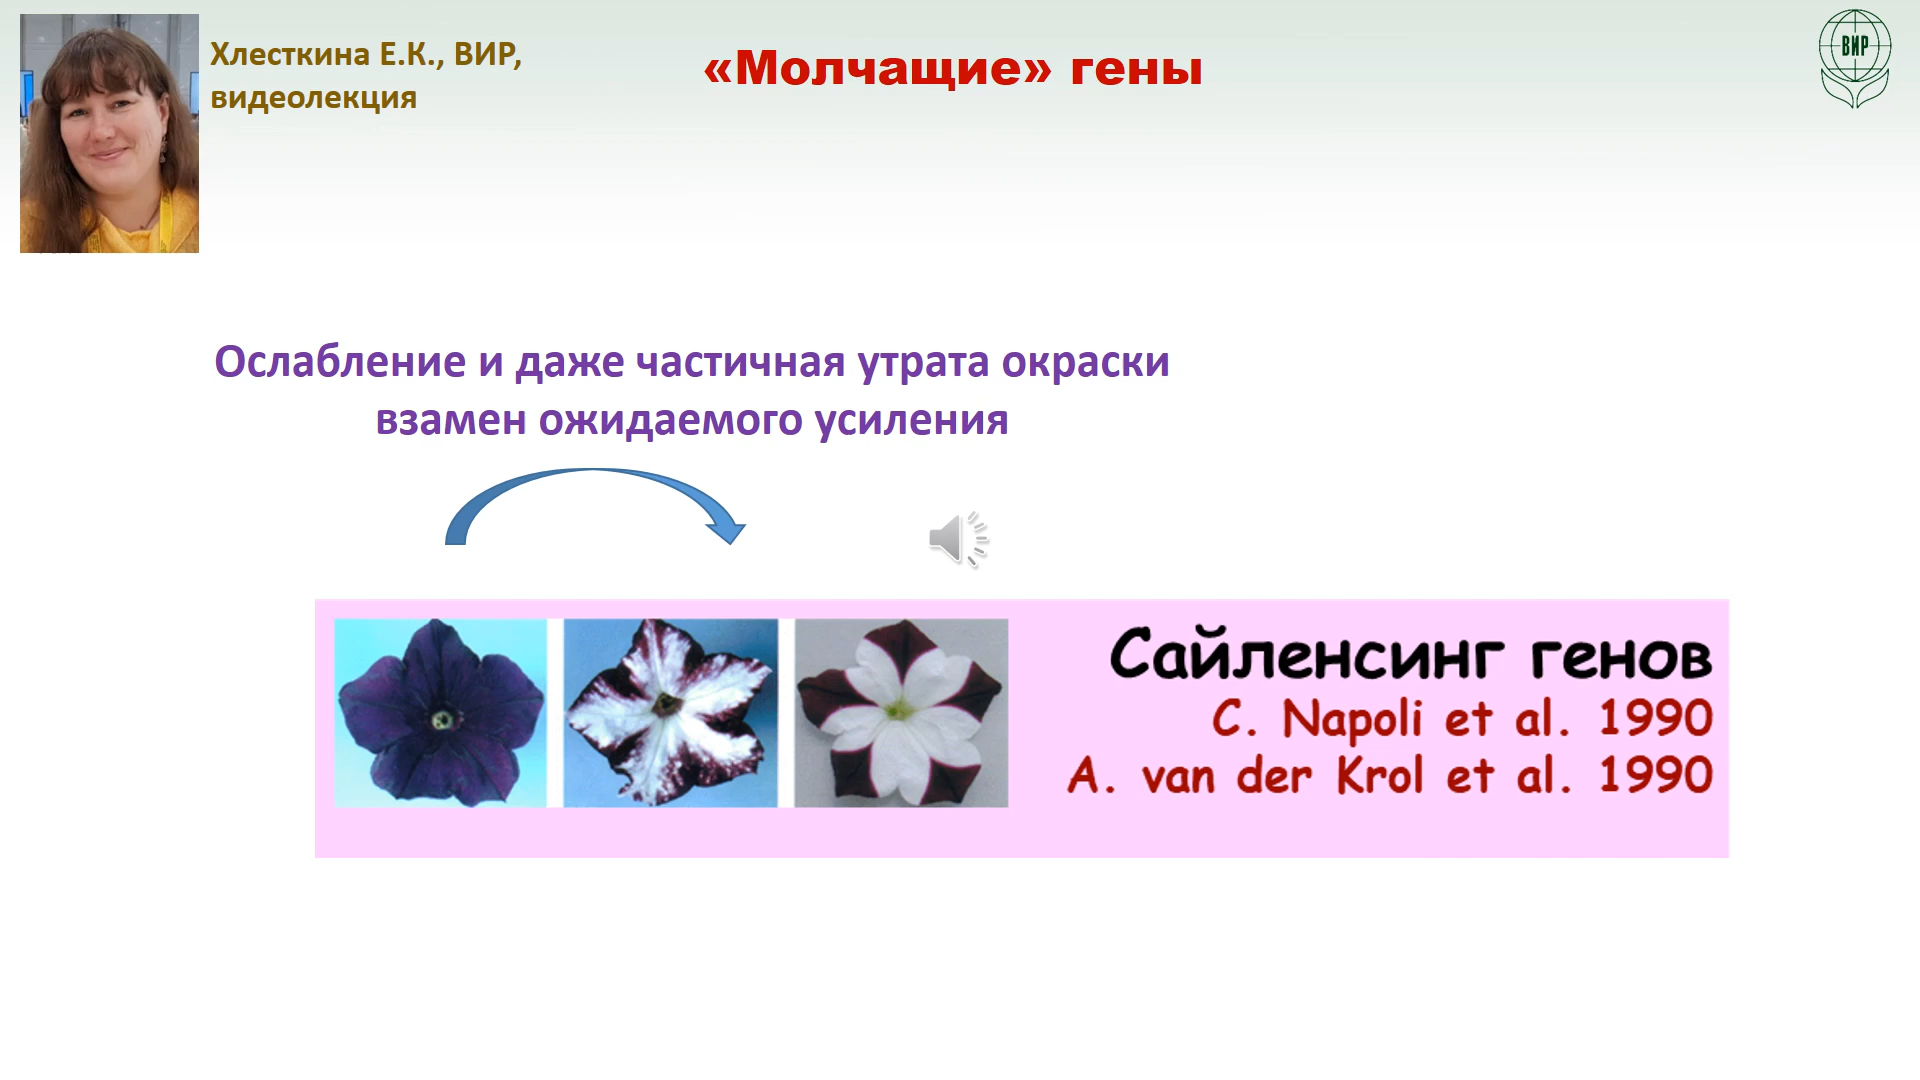 Хлесткина Е.К., ВИР,
видеолекция
«Молчащие» гены
ВИР
Ослабление и даже частичная утрата окраски
взамен ожидаемого усиления
Сайленсинг генов
C. Napoli et al. 1990
A. van der Krol et al. 1990